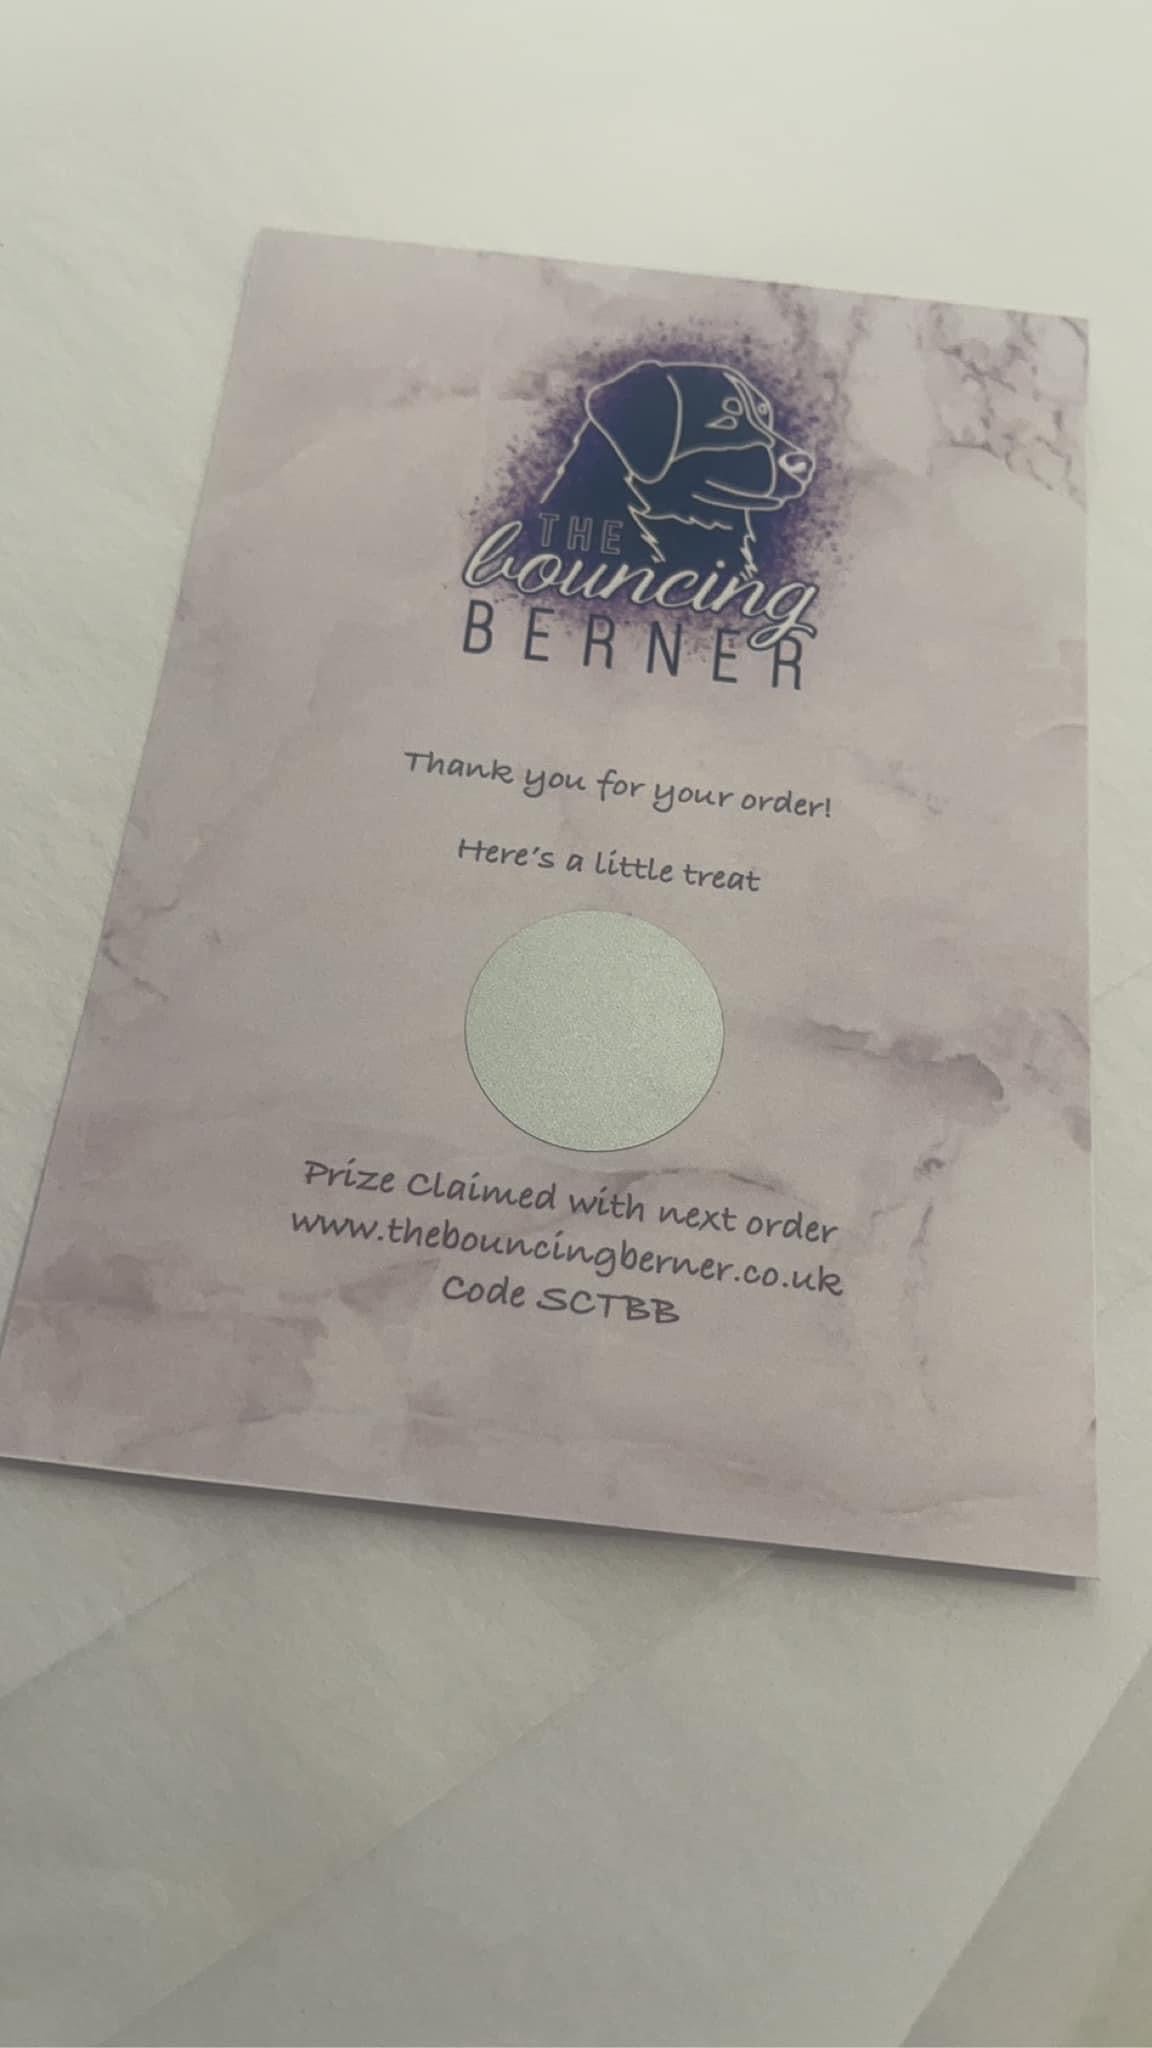 THE
bouncing
BERNER
Thank you for your order!
Here's a little treat
Prize Claimed with next order
www.thebouncingberner.co.uk
Code SCTBB